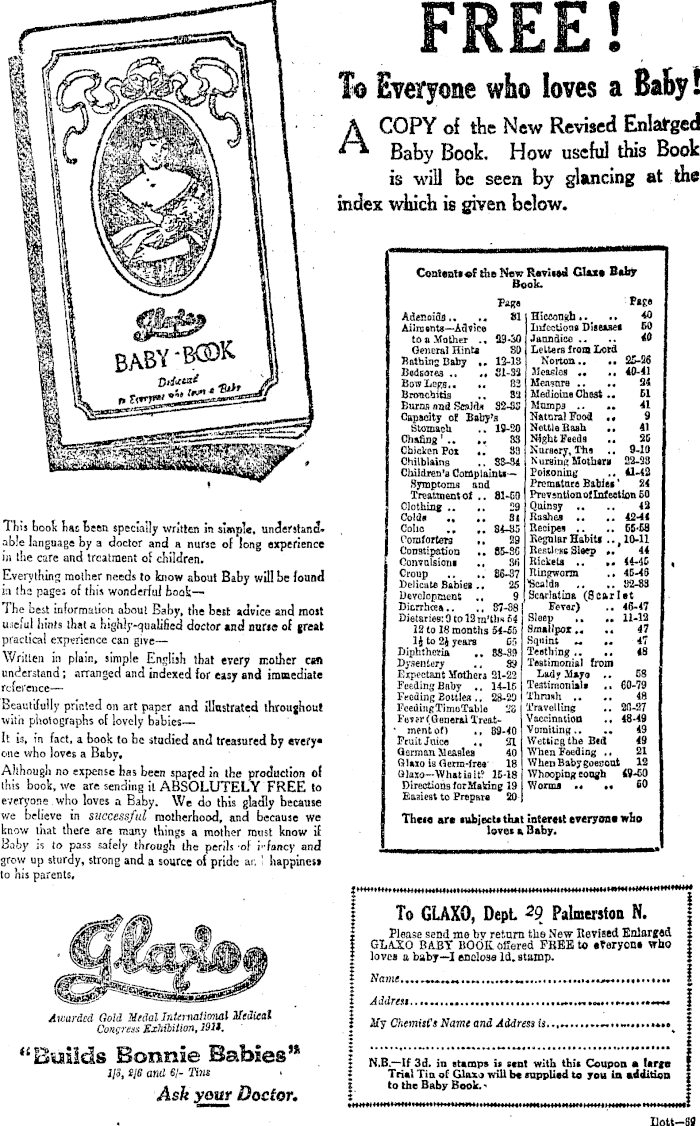 FREE!
To Everyone who loves a Baby!
A COPY of the New Revised Enlarged
Baby Book. How useful this Book
is will be seen by glancing at the
index which is given below.
Glaxo
BABY-BOOK
Dedicated
to Everyone who loves a Baby
This book has been specially written in simple, understand-
able language by a doctor and a nurse of long experience
in the care and treatment of children.
Everything mother needs to know about Baby will be found
in the pages of this wonderful book—
The best information about Baby, the best advice and most
useful hints that a highly-qualified doctor and nurse of great
practical experience can give—
Written in plain, simple English that every mother can
understand; arranged and indexed for easy and immediate
reference—
Beautifully printed on art paper and illustrated throughout
with photographs of lovely babies—
It is, in fact, a book to be studied and treasured by every-
one who loves a Baby.
Although no expense has been spared in the production of
this book, we are sending it ABSOLUTELY FREE to
everyone who loves a Baby. We do this gladly because
we believe in successful motherhood, and because we
know that there are many things a mother must know if
Baby is to pass safely through the perils of infancy and
grow up sturdy, strong and a source of pride and happiness
to his parents.
Glaxo
Awarded Gold Medal International Medical
Congress Exhibition, 1913.
"Builds Bonnie Babies"
1/3, 2/6 and 6/- Tins
Ask your Doctor.
Contents of the New Revised Glaxo Baby
Book.
Page
Adenoids .. .. 31
Ailments—Advice
to a Mother .. 29-30
General Hints 30
Bathing Baby .. 12-13
Bedsores .. .. 31-32
Bow Legs.. .. 32
Bronchitis .. 32
Burns and Scalds 32-33
Capacity of Baby's
Stomach .. 19-20
Chafing .. .. 33
Chicken Pox .. 33
Chilblains .. 33-34
Children's Complaints—
Symptoms and
Treatment of .. 31-50
Clothing .. .. 29
Colds .. .. 34
Colic .. .. 34-35
Comforters .. 29
Constipation .. 35-36
Convulsions .. 36
Croup .. .. 36-37
Delicate Babies .. 25
Development .. 9
Diarrhœa .. .. 37-38
Dietaries: 9 to 12 m'ths 54
12 to 18 months 54-55
1½ to 2½ years 55
Diphtheria .. 38-39
Dysentery .. 39
Expectant Mothers 21-22
Feeding Baby .. 14-15
Feeding Bottles .. 28-29
Feeding Time Table 23
Fever (General Treat-
ment of) .. 39-40
Fruit Juice .. 21
German Measles 40
Glaxo is Germ-free 18
Glaxo—What is it? 15-18
Directions for Making 19
Easiest to Prepare 20
Page
Hiccough .. .. 40
Infectious Diseases 50
Jaundice .. .. 40
Letters from Lord
Norton .. .. 25-26
Measles .. .. 40-41
Measure .. .. 24
Medicine Chest .. 51
Mumps .. .. 41
Natural Food .. 9
Nettle Rash .. 41
Night Feeds .. 25
Nursery, The .. 9-10
Nursing Mothers 22-23
Poisoning .. 41-42
Premature Babies 24
Prevention of Infection 50
Quinsy .. .. 42
Rashes .. .. 42-44
Recipes .. .. 55-58
Regular Habits .. 10-11
Restless Sleep .. 44
Rickets .. .. 44-45
Ringworm .. 45-46
Scalds .. .. 32-33
Scarlatina (Scarlet
Fever) .. 46-47
Sleep .. .. 11-12
Smallpox .. .. 47
Squint .. .. 47
Teething .. .. 48
Testimonial from
Lady Mayo .. 58
Testimonials .. 60-79
Thrush .. .. 48
Travelling .. 26-27
Vaccination .. 48-49
Vomiting .. .. 49
Wetting the Bed 49
When Feeding .. 21
When Baby goes out 12
Whooping cough 49-50
Worms .. .. 50
These are subjects that interest everyone who
loves a Baby.
To GLAXO, Dept. 29 Palmerston N.
Please send me by return the New Revised Enlarged
GLAXO BABY BOOK offered FREE to everyone who
loves a baby—I enclose 1d. stamp.
Name
Address
My Chemist's Name and Address is
N.B.—If 3d. in stamps is sent with this Coupon a large
Trial Tin of Glaxo will be supplied to you in addition
to the Baby Book.
Ilott—59